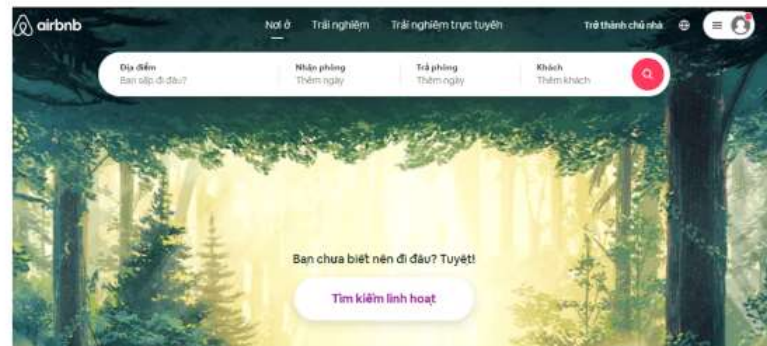 airbnb
Nơi ở Trải nghiệm Trải nghiệm trực tuyến Trở thành chủ nhà
Địa điểm Nhận phòng Trả phòng Khách
Bạn sắp đi đâu? Thêm ngày Thêm ngày Thêm khách
Bạn chưa biết nên đi đâu? Tuyệt!
Tìm kiếm linh hoạt